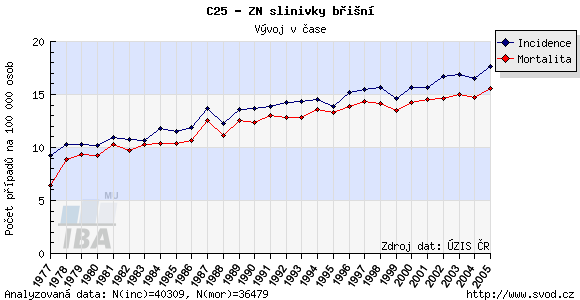 C25 – ZN slinivky břišní
Vývoj v čase
Incidence
Mortalita
Počet případů na 100 000 osob
20
15
10
5
0
MJ
IBA
Zdroj dat: ÚZIS ČR
1977 1978 1979 1980 1981 1982 1983 1984 1985 1986 1987 1988 1989 1990 1991 1992 1993 1994 1995 1996 1997 1998 1999 2000 2001 2002 2003 2004 2005
Analyzovaná data: N(inc)=40309, N(mor)=36479
http://www.svod.cz